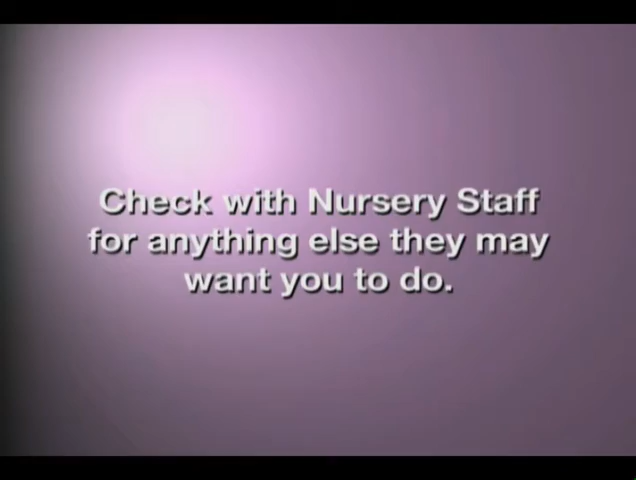 Check with Nursery Staff
for anything else they may
want you to do.